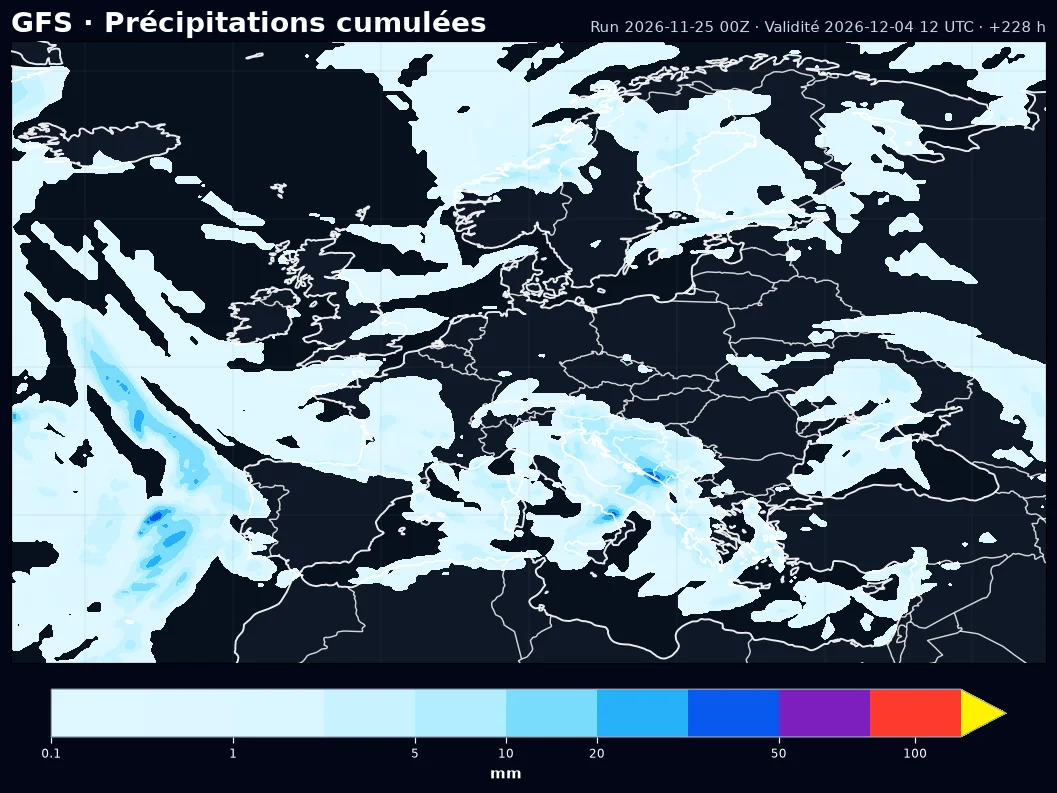 GFS · Précipitations cumulées
Run 2026-11-25 00Z · Validité 2026-12-04 12 UTC · +228 h
0.1 1 5 10 20 50 100
mm